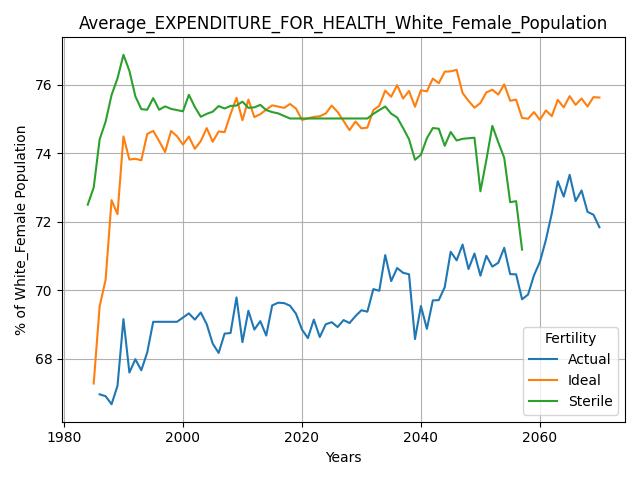 Average_EXPENDITURE_FOR_HEALTH_White_Female_Population
% of White_Female Population
76
74
72
70
68
1980
2000
2020
2040
2060
Years
Fertility
Actual
Ideal
Sterile